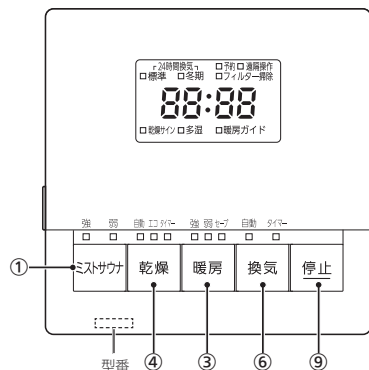 ┌24時間換気┐ □予約□遠隔操作
□標準 □冬期 □フィルター掃除
88:88
□乾燥サイン□多湿 □暖房ガイド
強 弱 自動 エコ タイマー 強 弱 セーブ 自動 タイマー
① ミストサウナ 乾燥 暖房 換気 停止
型番 ④ ③ ⑥ ⑨